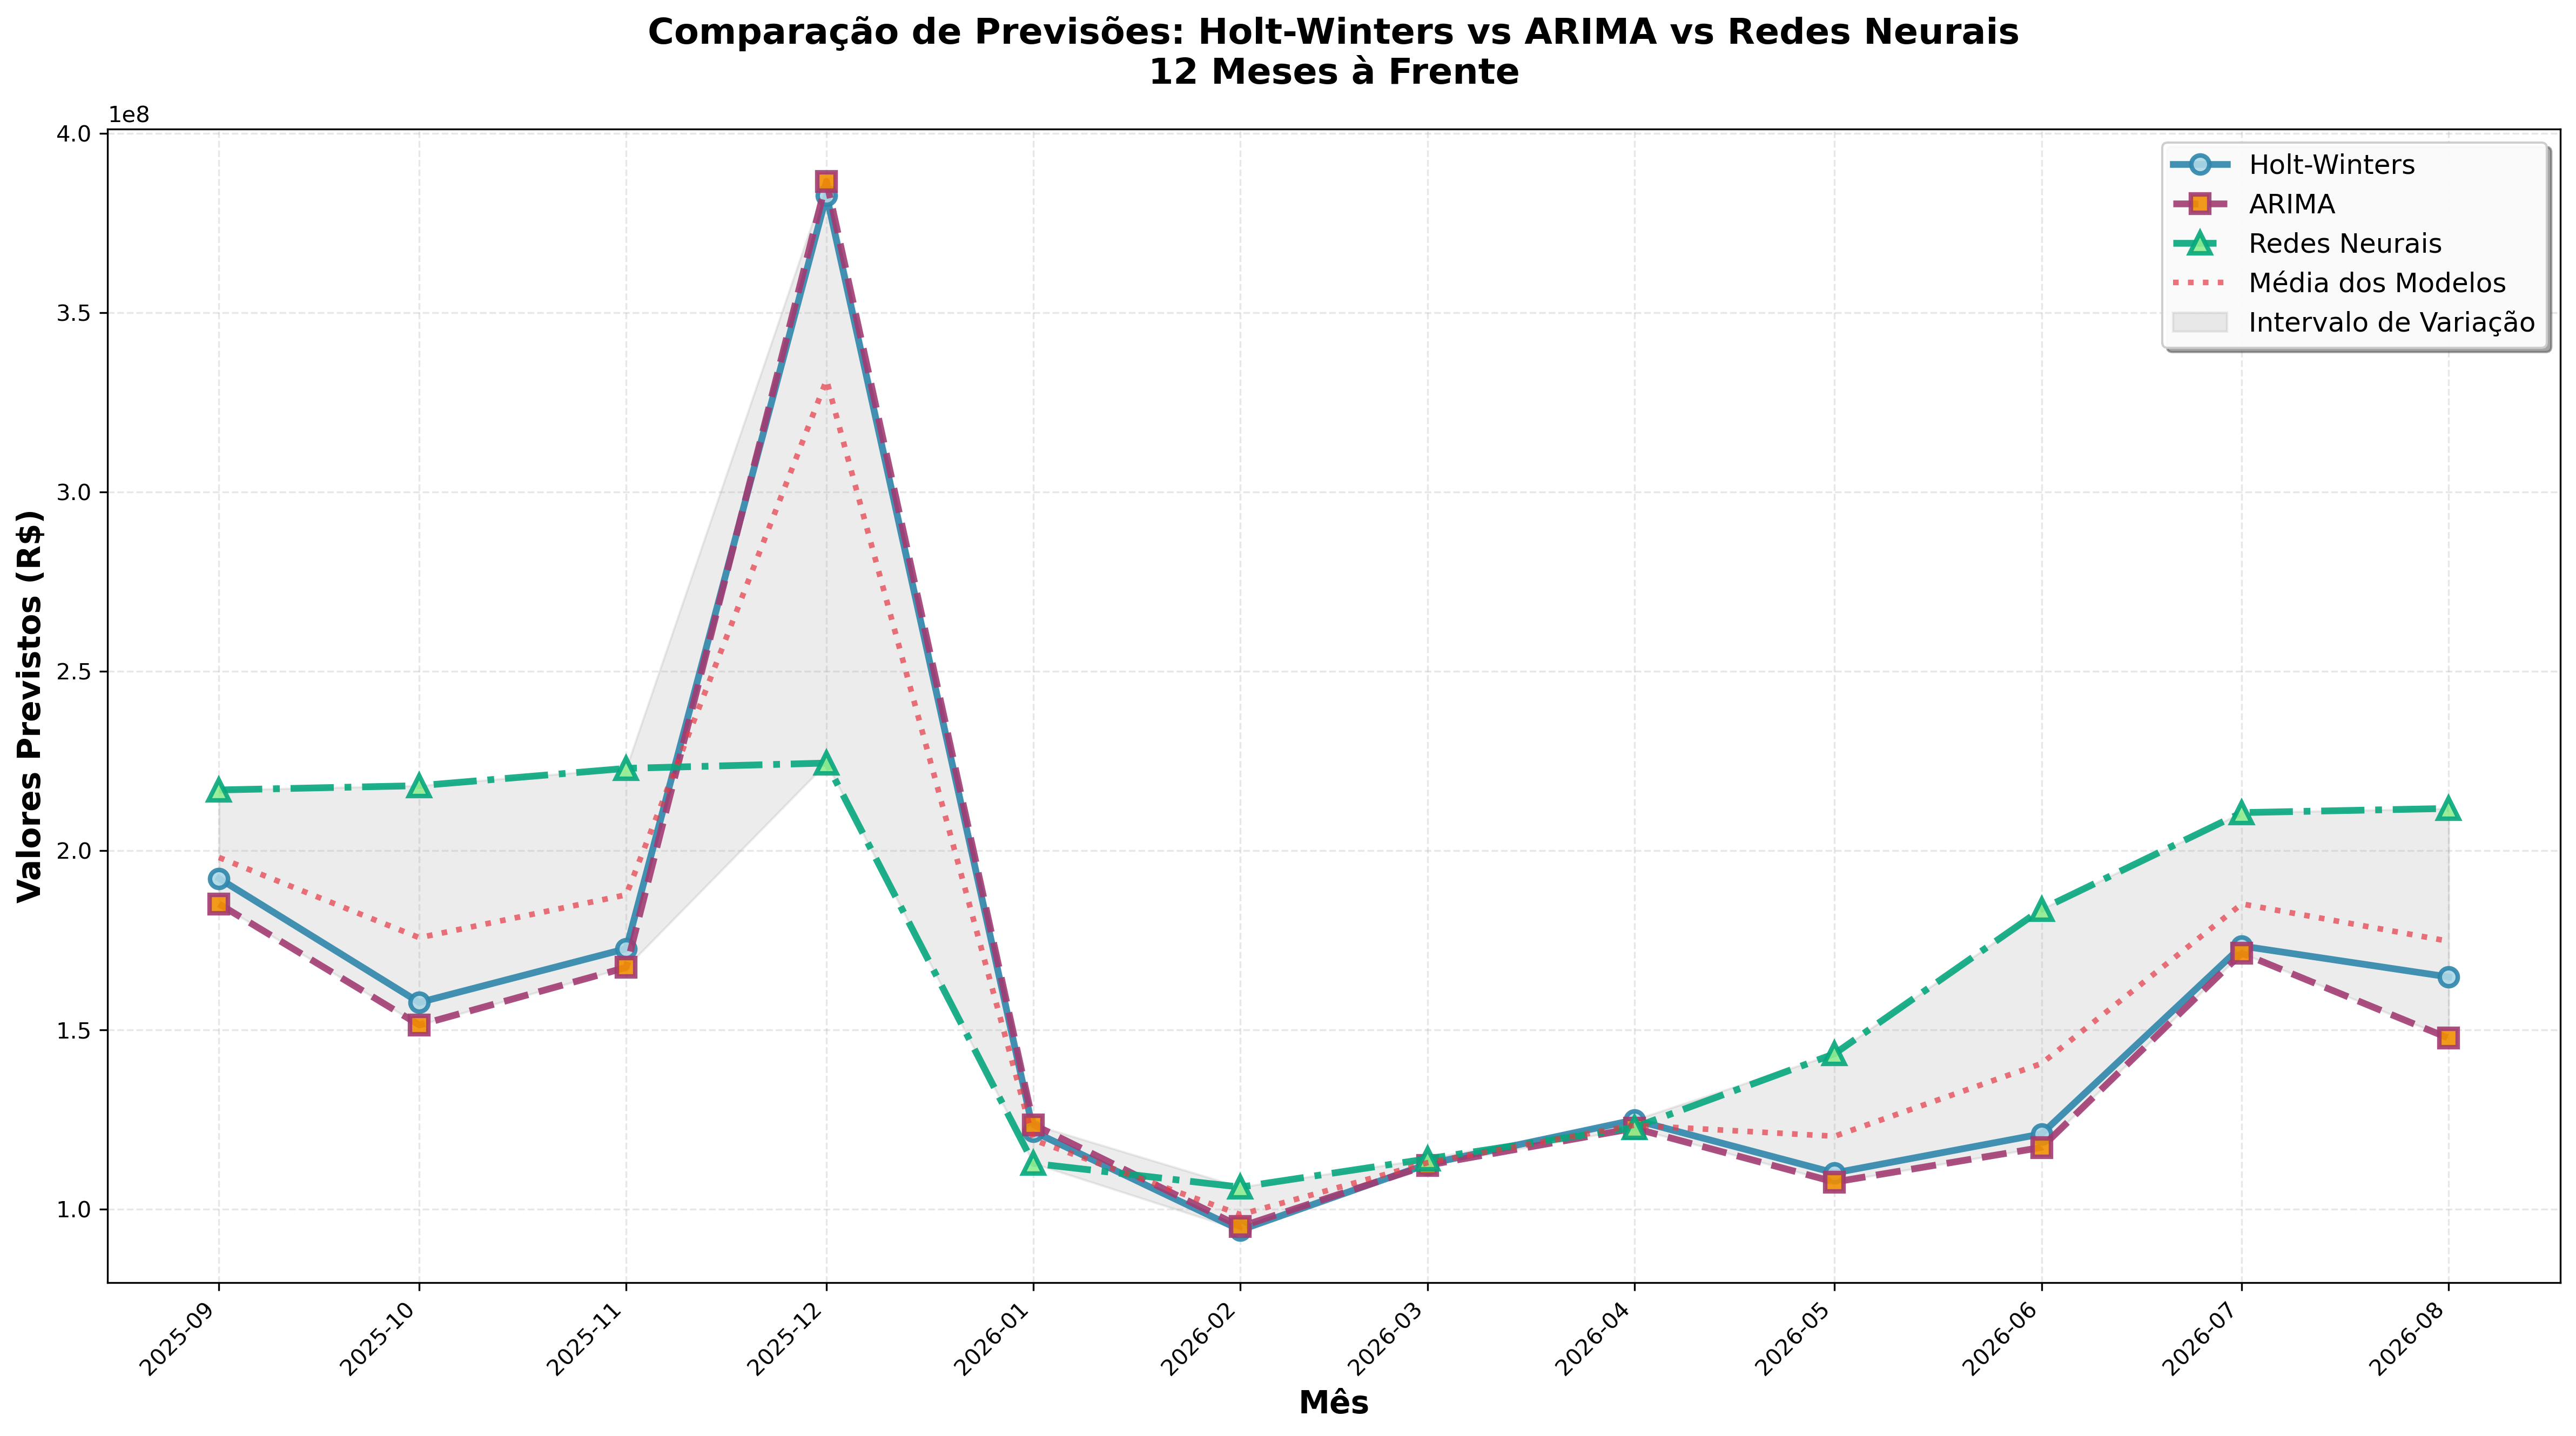 Comparação de Previsões: Holt-Winters vs ARIMA vs Redes Neurais
12 Meses à Frente
1e8
4.0
3.5
3.0
2.5
2.0
1.5
1.0
Valores Previstos (R$)
Holt-Winters
ARIMA
Redes Neurais
Média dos Modelos
Intervalo de Variação
2025-09
2025-10
2025-11
2025-12
2026-01
2026-02
2026-03
2026-04
2026-05
2026-06
2026-07
2026-08
Mês